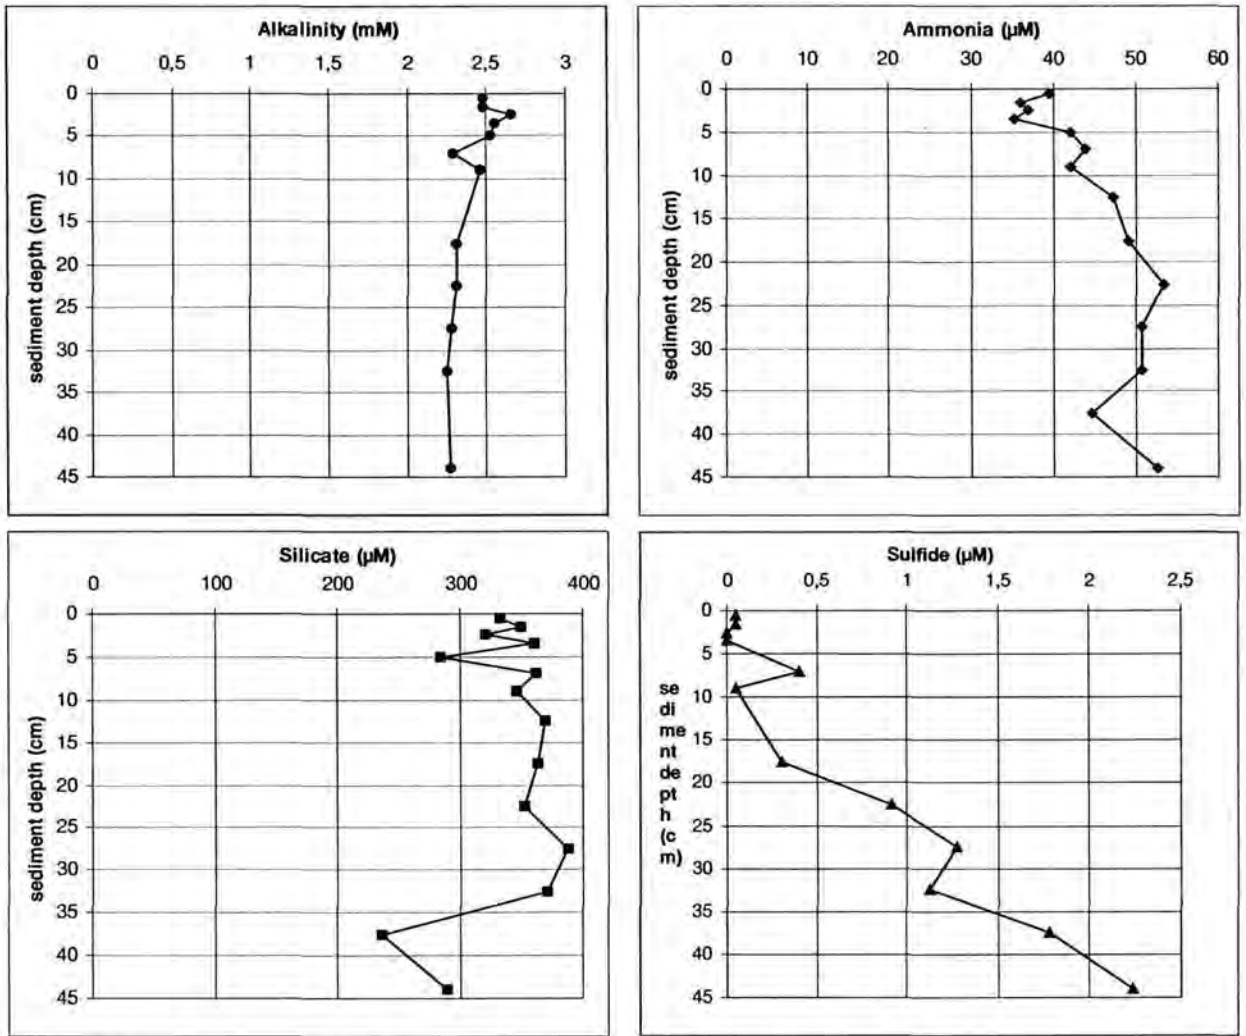 Alkalinity (mM)
0 0,5 1 1,5 2 2,5 3
0
5
10
15
20
25
30
35
40
45
sediment depth (cm)
Ammonia (µM)
0 10 20 30 40 50 60
0
5
10
15
20
25
30
35
40
45
sediment depth (cm)
Silicate (µM)
0 100 200 300 400
0
5
10
15
20
25
30
35
40
45
sediment depth (cm)
Sulfide (µM)
0 0,5 1 1,5 2 2,5
0
5
10
15
20
25
30
35
40
45
se
di
me
nt
de
pt
h
(c
m)